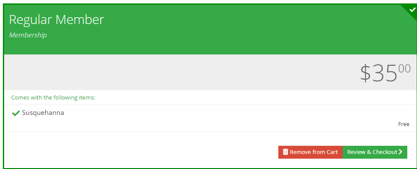 Regular Member
Membership
$35.00
Comes with the following items:
Susquehanna
Free
Remove from Cart Review & Checkout